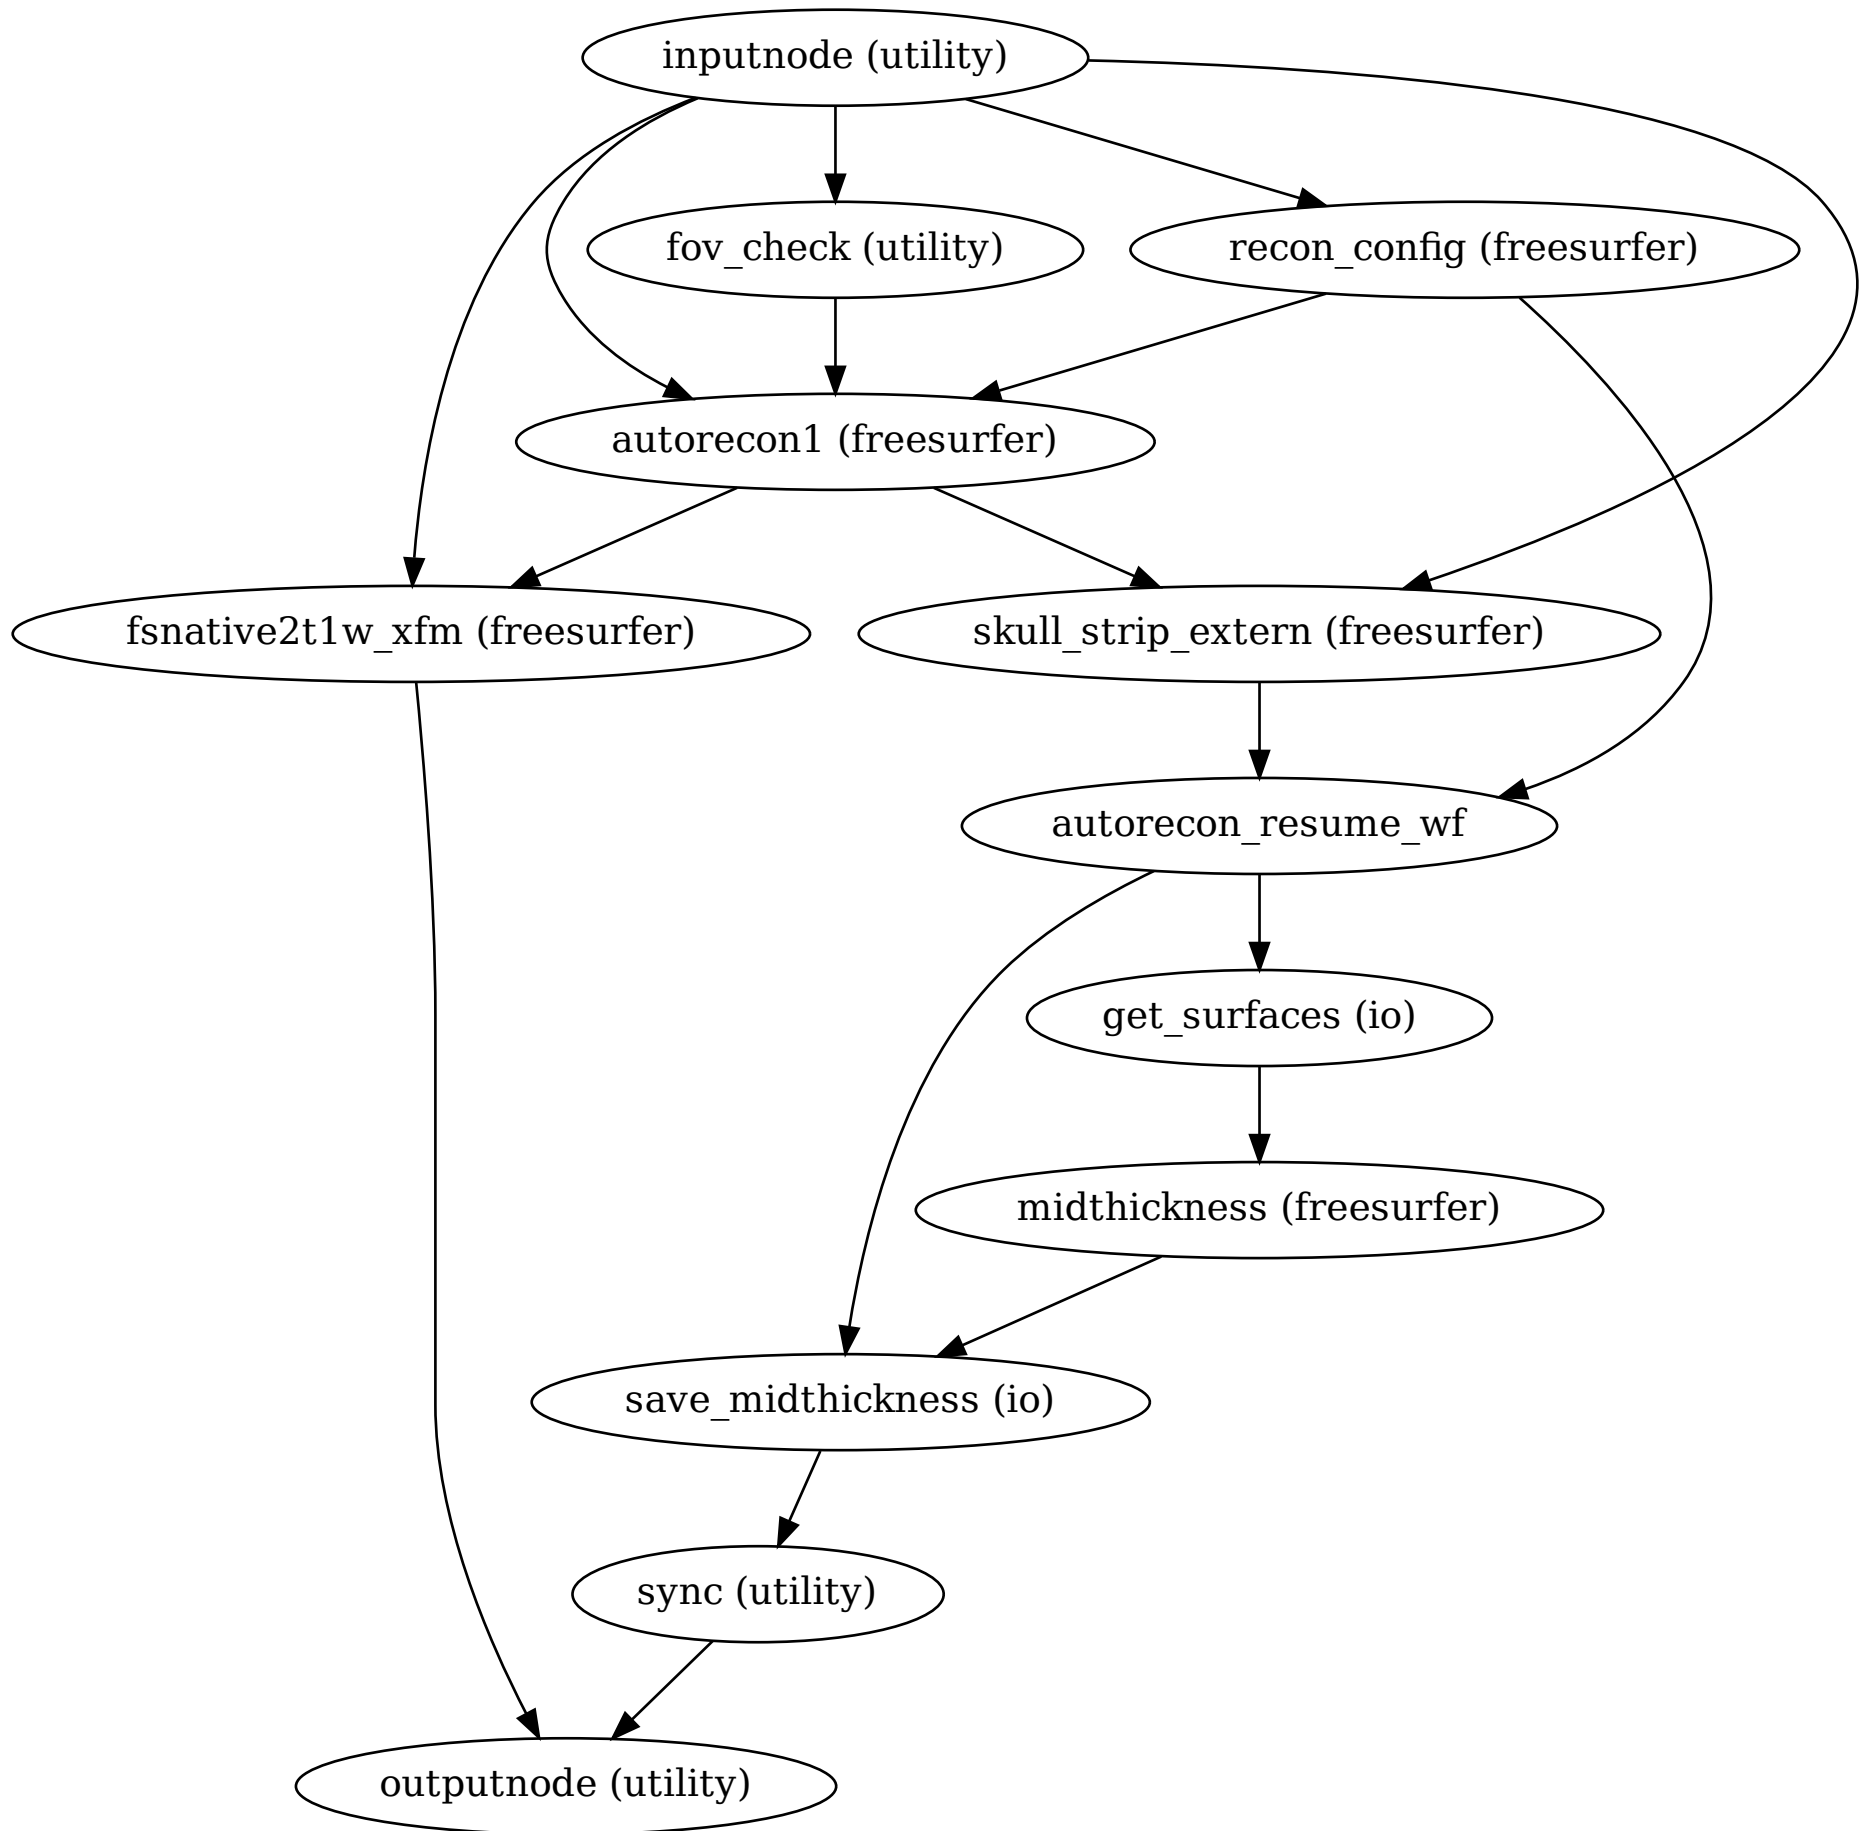 inputnode (utility)
fov_check (utility)
recon_config (freesurfer)
autorecon1 (freesurfer)
fsnative2t1w_xfm (freesurfer)
skull_strip_extern (freesurfer)
autorecon_resume_wf
get_surfaces (io)
midthickness (freesurfer)
save_midthickness (io)
sync (utility)
outputnode (utility)